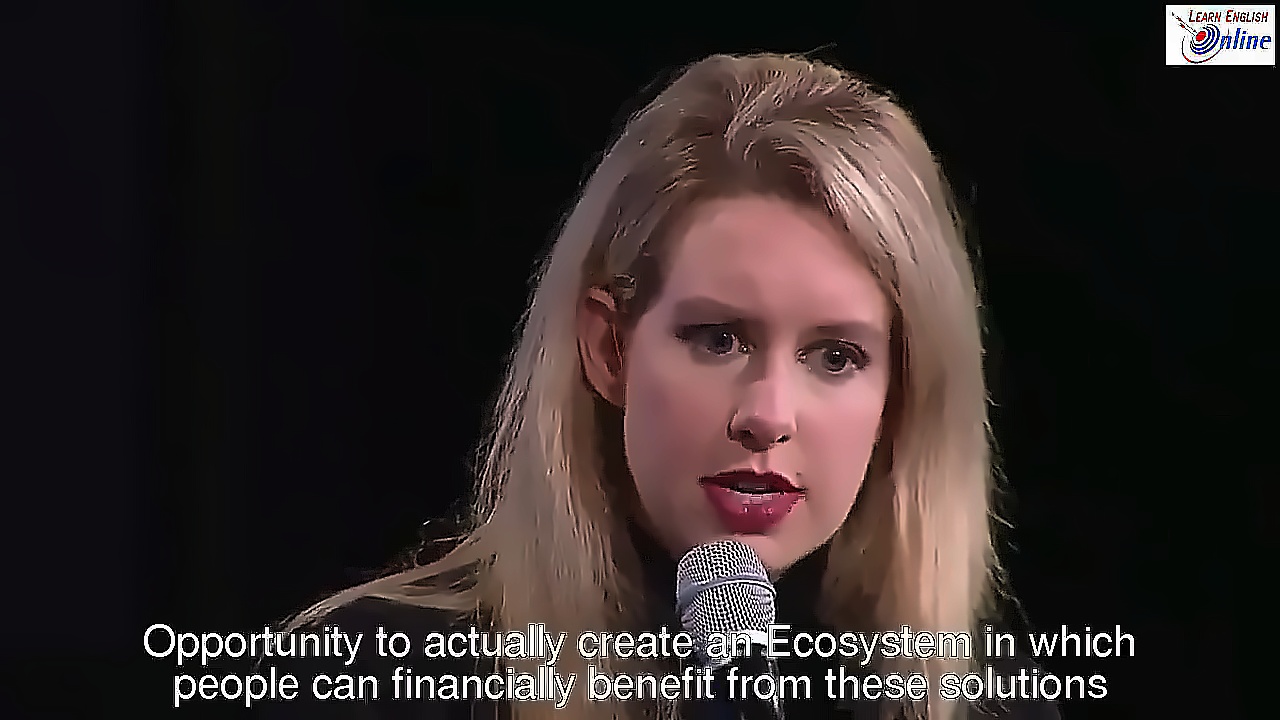 LEARN ENGLISH
Online
Opportunity to actually create an Ecosystem in which
people can financially benefit from these solutions